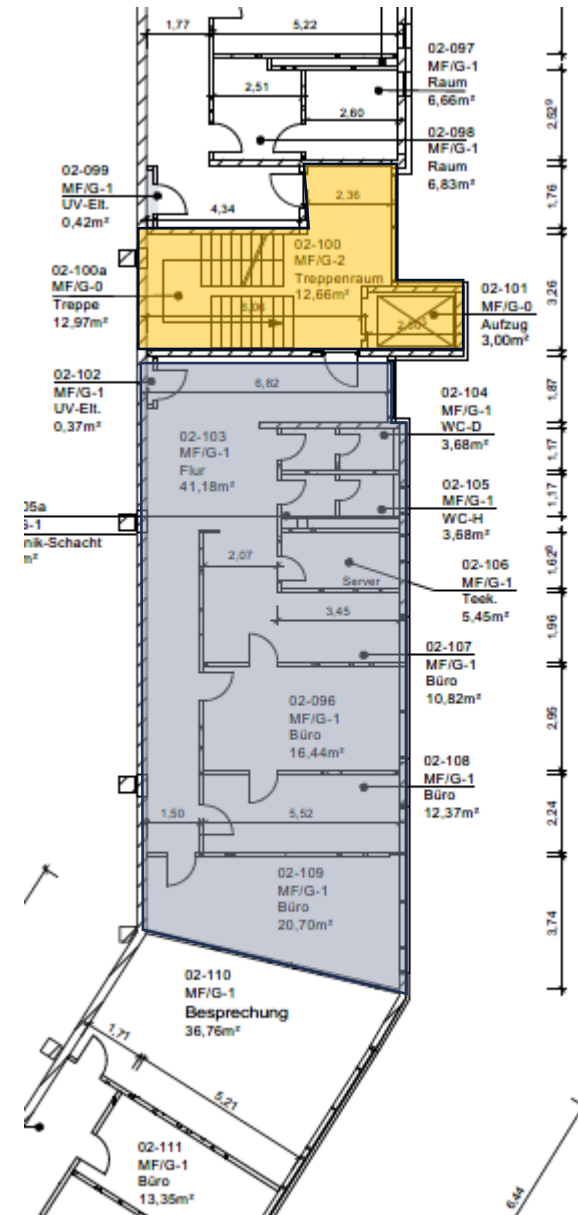 1,77
5,22
02-097
MF/G-1
Raum
6,66m²
2,51
2,60
2,62⁹
02-098
MF/G-1
Raum
6,83m²
02-099
MF/G-1
UV-Elt.
0,42m²
2,36
1,76
4,34
02-100
MF/G-2
Treppenraum
12,66m²
02-100a
MF/G-0
Treppe
12,97m²
3,26
02-101
MF/G-0
Aufzug
3,00m²
02-102
MF/G-1
UV-Elt.
0,37m²
6,82
1,87
02-104
MF/G-1
WC-D
3,68m²
02-103
MF/G-1
Flur
41,18m²
1,17
02-105
MF/G-1
WC-H
3,68m²
1,17
05a
nik-Schacht
2,07
Server
02-106
MF/G-1
Teek.
5,45m²
3,45
1,96
02-107
MF/G-1
Büro
10,82m²
02-096
MF/G-1
Büro
16,44m²
2,95
02-108
MF/G-1
Büro
12,37m²
1,50
5,52
2,24
02-109
MF/G-1
Büro
20,70m²
3,74
02-110
MF/G-1
Besprechung
36,76m²
1,71
5,21
02-111
MF/G-1
Büro
13,35m²
6,44